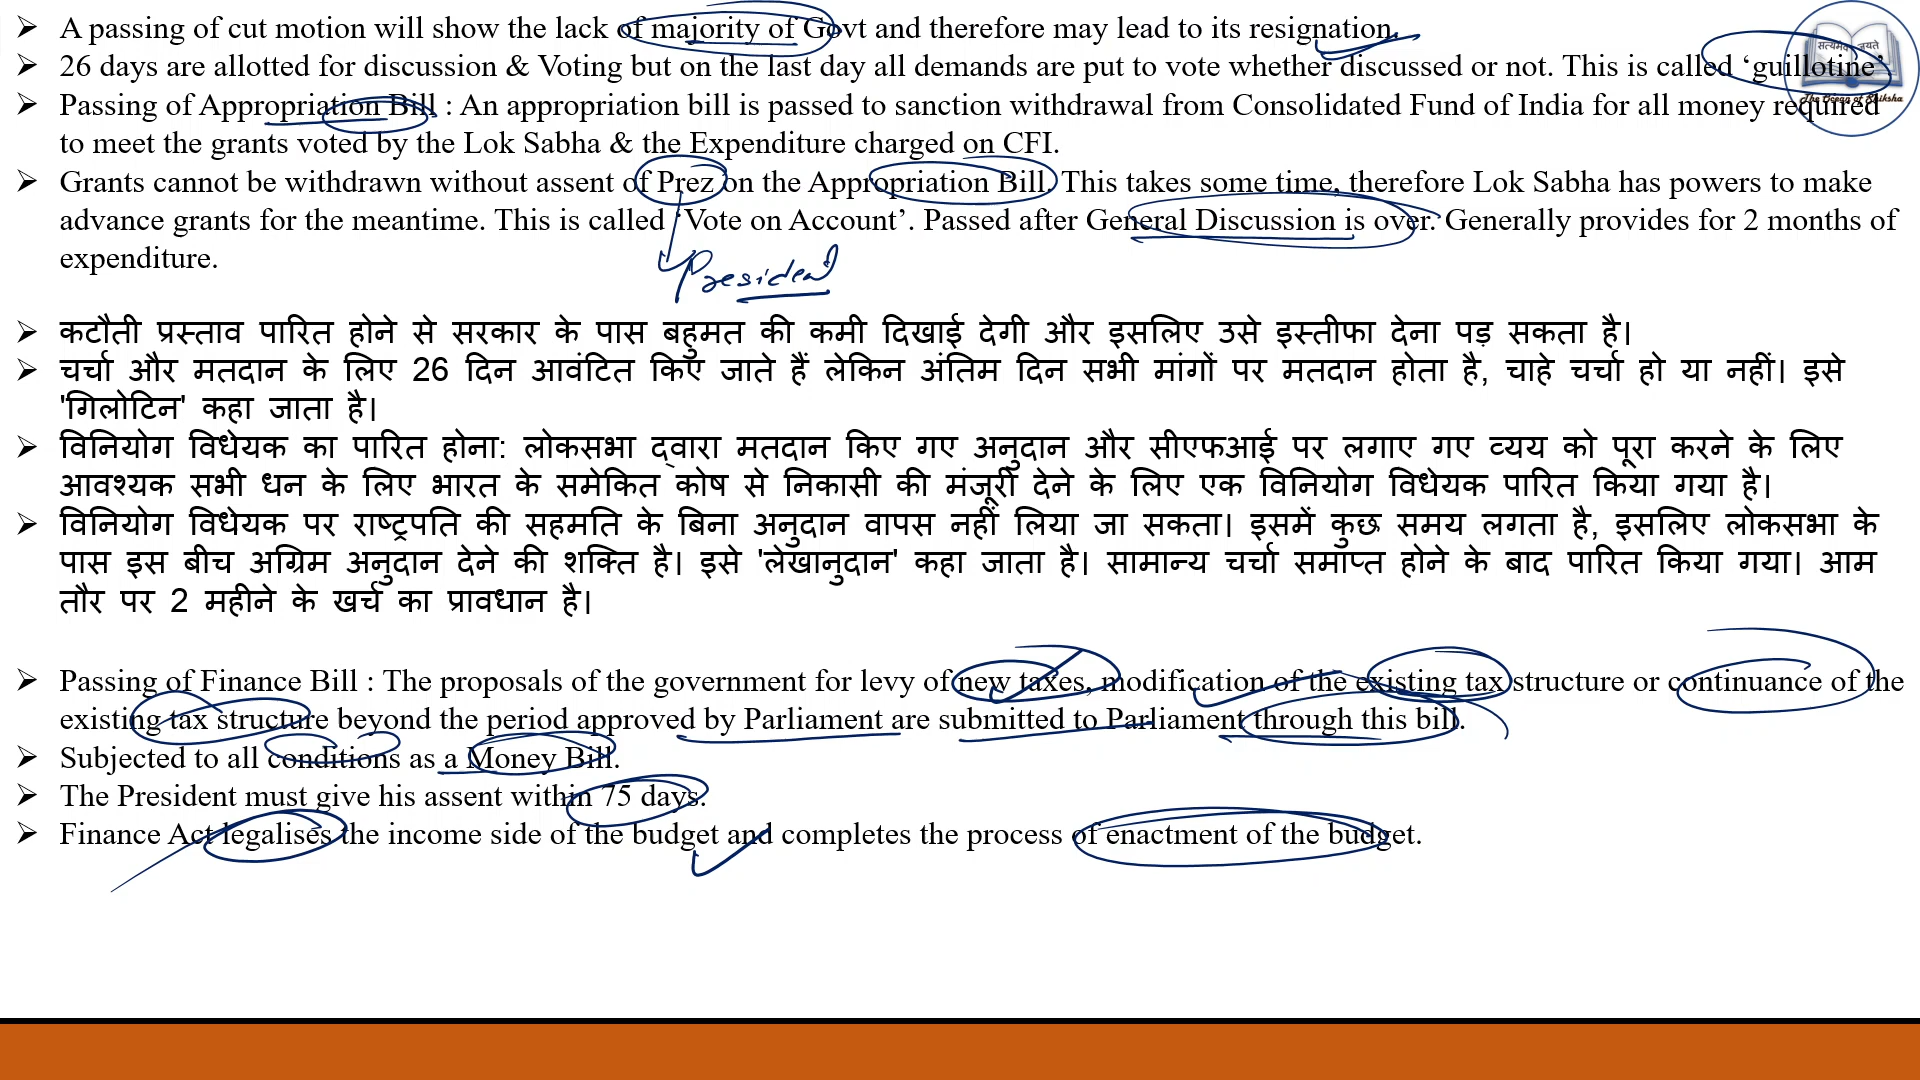 ➢ A passing of cut motion will show the lack of majority of Govt and therefore may lead to its resignation.
➢ 26 days are allotted for discussion & Voting but on the last day all demands are put to vote whether discussed or not. This is called ‘guillotine’
➢ Passing of Appropriation Bill : An appropriation bill is passed to sanction withdrawal from Consolidated Fund of India for all money required
to meet the grants voted by the Lok Sabha & the Expenditure charged on CFI.
➢ Grants cannot be withdrawn without assent of Prez on the Appropriation Bill. This takes some time, therefore Lok Sabha has powers to make
advance grants for the meantime. This is called ‘Vote on Account’. Passed after General Discussion is over. Generally provides for 2 months of
expenditure.
President
➢ कटौती प्रस्ताव पारित होने से सरकार के पास बहुमत की कमी दिखाई देगी और इसलिए उसे इस्तीफा देना पड़ सकता है।
➢ चर्चा और मतदान के लिए 26 दिन आवंटित किए जाते हैं लेकिन अंतिम दिन सभी मांगों पर मतदान होता है, चाहे चर्चा हो या नहीं। इसे
'गिलोटिन' कहा जाता है।
➢ विनियोग विधेयक का पारित होना: लोकसभा द्वारा मतदान किए गए अनुदान और सीएफआई पर लगाए गए व्यय को पूरा करने के लिए
आवश्यक सभी धन के लिए भारत के समेकित कोष से निकासी की मंजूरी देने के लिए एक विनियोग विधेयक पारित किया गया है।
➢ विनियोग विधेयक पर राष्ट्रपति की सहमति के बिना अनुदान वापस नहीं लिया जा सकता। इसमें कुछ समय लगता है, इसलिए लोकसभा के
पास इस बीच अग्रिम अनुदान देने की शक्ति है। इसे 'लेखानुदान' कहा जाता है। सामान्य चर्चा समाप्त होने के बाद पारित किया गया। आम
तौर पर 2 महीने के खर्च का प्रावधान है।
➢ Passing of Finance Bill : The proposals of the government for levy of new taxes, modification of the existing tax structure or continuance of the
existing tax structure beyond the period approved by Parliament are submitted to Parliament through this bill.
➢ Subjected to all conditions as a Money Bill.
➢ The President must give his assent within 75 days.
➢ Finance Act legalises the income side of the budget and completes the process of enactment of the budget.
सत्यमेव जयते
The Ocean of Shiksha